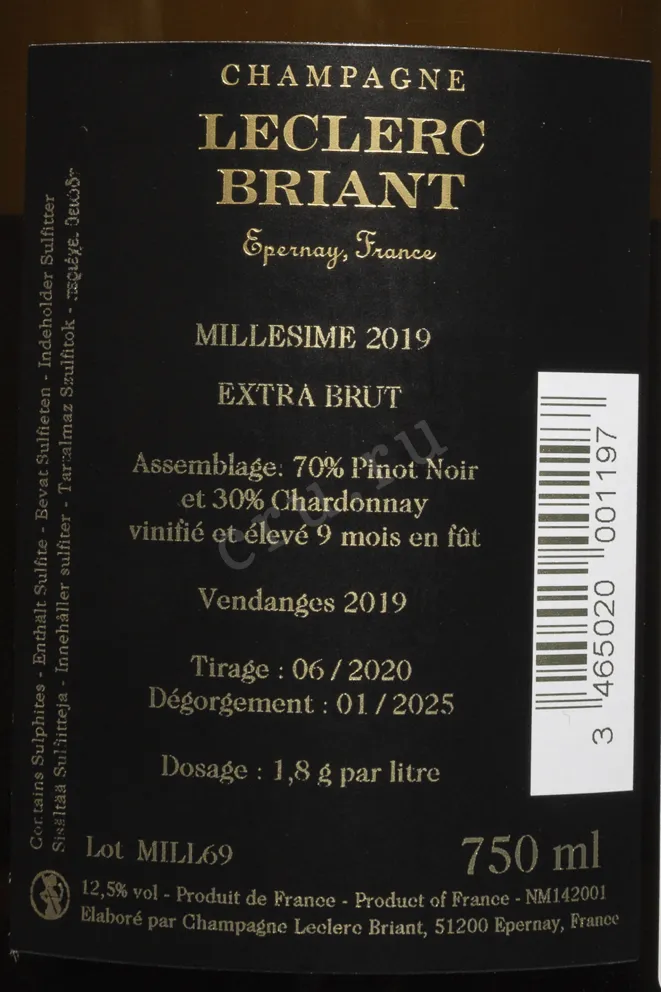 CHAMPAGNE
LECLERC
BRIANT
Epernay, France
MILLESIME 2019
EXTRA BRUT
Assemblage: 70% Pinot Noir
et 30% Chardonnay
vinifié et élevé 9 mois en fût
Vendanges 2019
Tirage : 06 / 2020
Dégorgement : 01 / 2025
Dosage : 1,8 g par litre
Lot MILL69
750 ml
12,5% vol - Produit de France - Product of France - NM142001
Elaboré par Champagne Leclerc Briant, 51200 Epernay, France
Contains Sulphites - Enthält Sulfite - Bevat Sulfieten - Indeholder Sulfitter
Sisältää Sulfiitteja - Innehåller sulfiter - Tartalmaz Szulfitok -
3 465020 001197
cru.ru